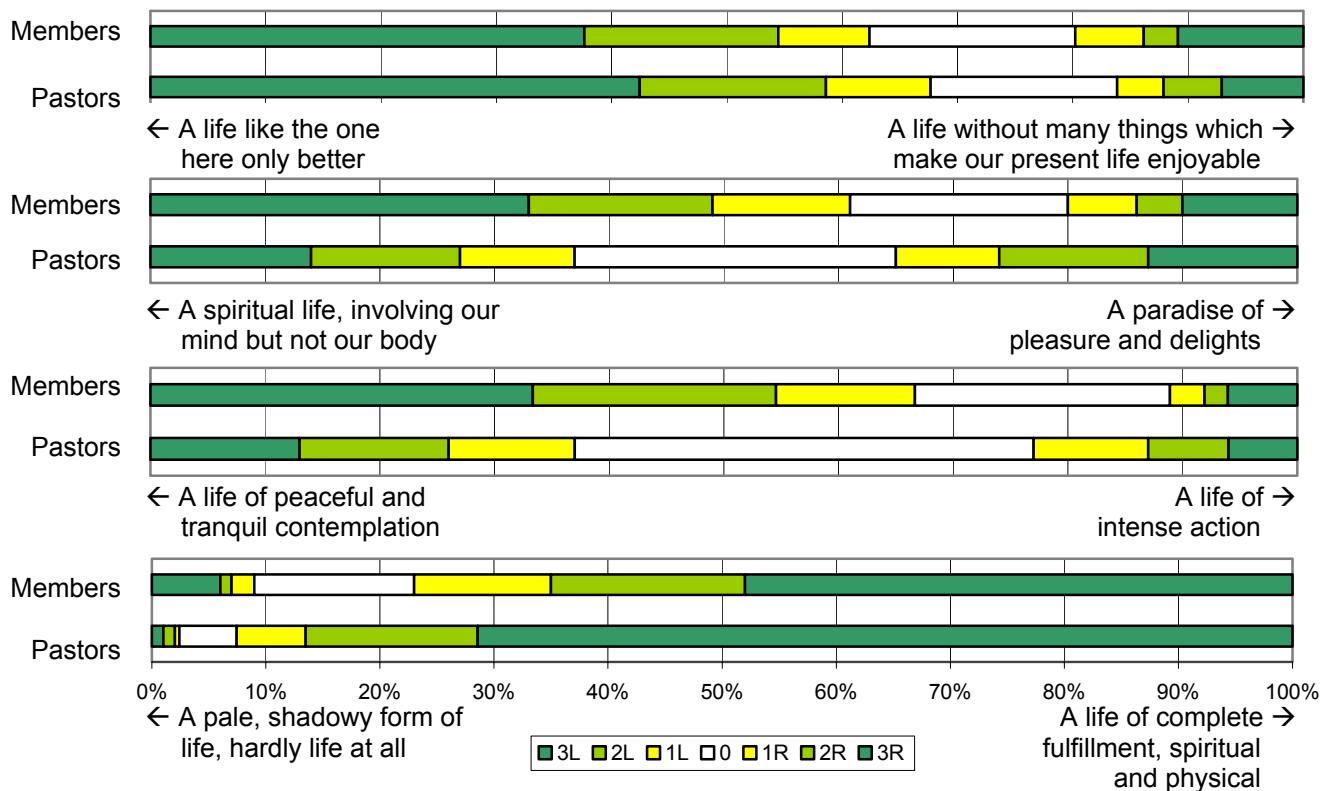 Members
Pastors
← A life like the one
here only better
A life without many things which →
make our present life enjoyable
Members
Pastors
← A spiritual life, involving our
mind but not our body
A paradise of →
pleasure and delights
Members
Pastors
← A life of peaceful and
tranquil contemplation
A life of →
intense action
Members
Pastors
0% 10% 20% 30% 40% 50% 60% 70% 80% 90% 100%
← A pale, shadowy form of
life, hardly life at all
A life of complete →
fulfillment, spiritual
and physical
3L 2L 1L 0 1R 2R 3R